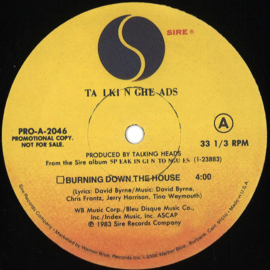 SIRE
TA LKI N GHE ADS
PRO-A-2046
PROMOTIONAL COPY.
NOT FOR SALE.
A
33 1/3 RPM
PRODUCED BY TALKING HEADS
From the Sire album SP EAK IN GI N TO NGU ES (1-23883)
BURNING DOWN THE HOUSE 4:00
(Lyrics: David Byrne/Music: David Byrne,
Chris Frantz, Jerry Harrison, Tina Weymouth)
WB Music Corp./Bleu Disque Music Co.,
Inc./Index Music, Inc. ASCAP
℗ 1983 Sire Records Company